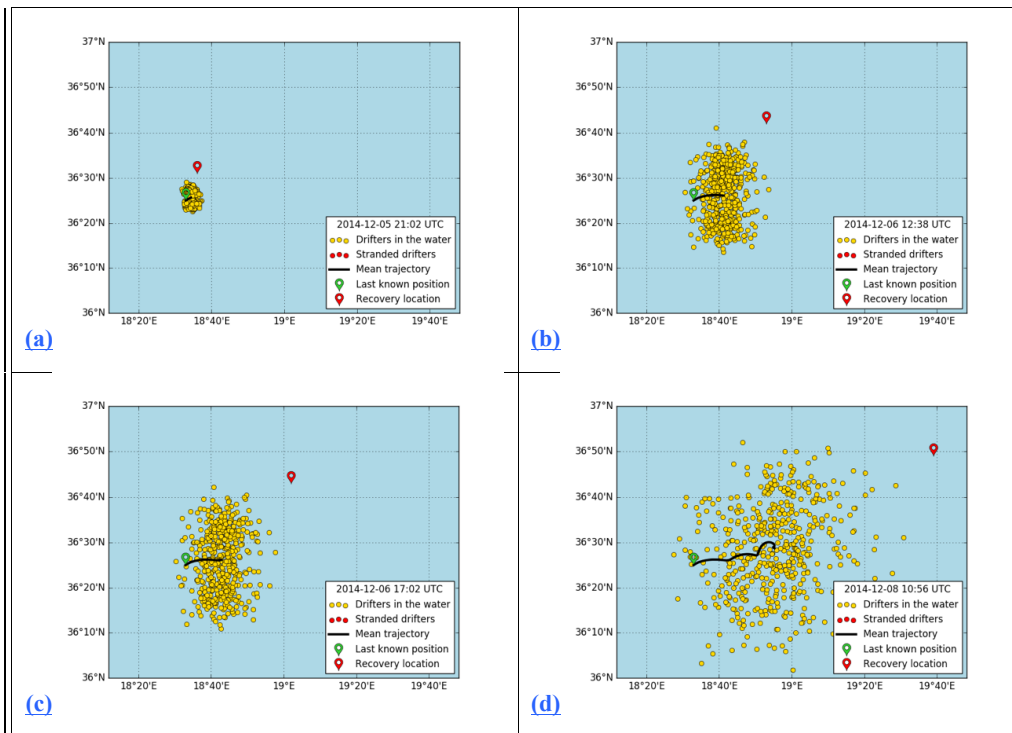 37°N
36°50'N
36°40'N
36°30'N
36°20'N
36°10'N
36°N
18°20'E 18°40'E 19°E 19°20'E 19°40'E
2014-12-05 21:02 UTC
Drifters in the water
Stranded drifters
Mean trajectory
Last known position
Recovery location
(a)
37°N
36°50'N
36°40'N
36°30'N
36°20'N
36°10'N
36°N
18°20'E 18°40'E 19°E 19°20'E 19°40'E
2014-12-06 12:38 UTC
Drifters in the water
Stranded drifters
Mean trajectory
Last known position
Recovery location
(b)
37°N
36°50'N
36°40'N
36°30'N
36°20'N
36°10'N
36°N
18°20'E 18°40'E 19°E 19°20'E 19°40'E
2014-12-06 17:02 UTC
Drifters in the water
Stranded drifters
Mean trajectory
Last known position
Recovery location
(c)
37°N
36°50'N
36°40'N
36°30'N
36°20'N
36°10'N
36°N
18°20'E 18°40'E 19°E 19°20'E 19°40'E
2014-12-08 10:56 UTC
Drifters in the water
Stranded drifters
Mean trajectory
Last known position
Recovery location
(d)